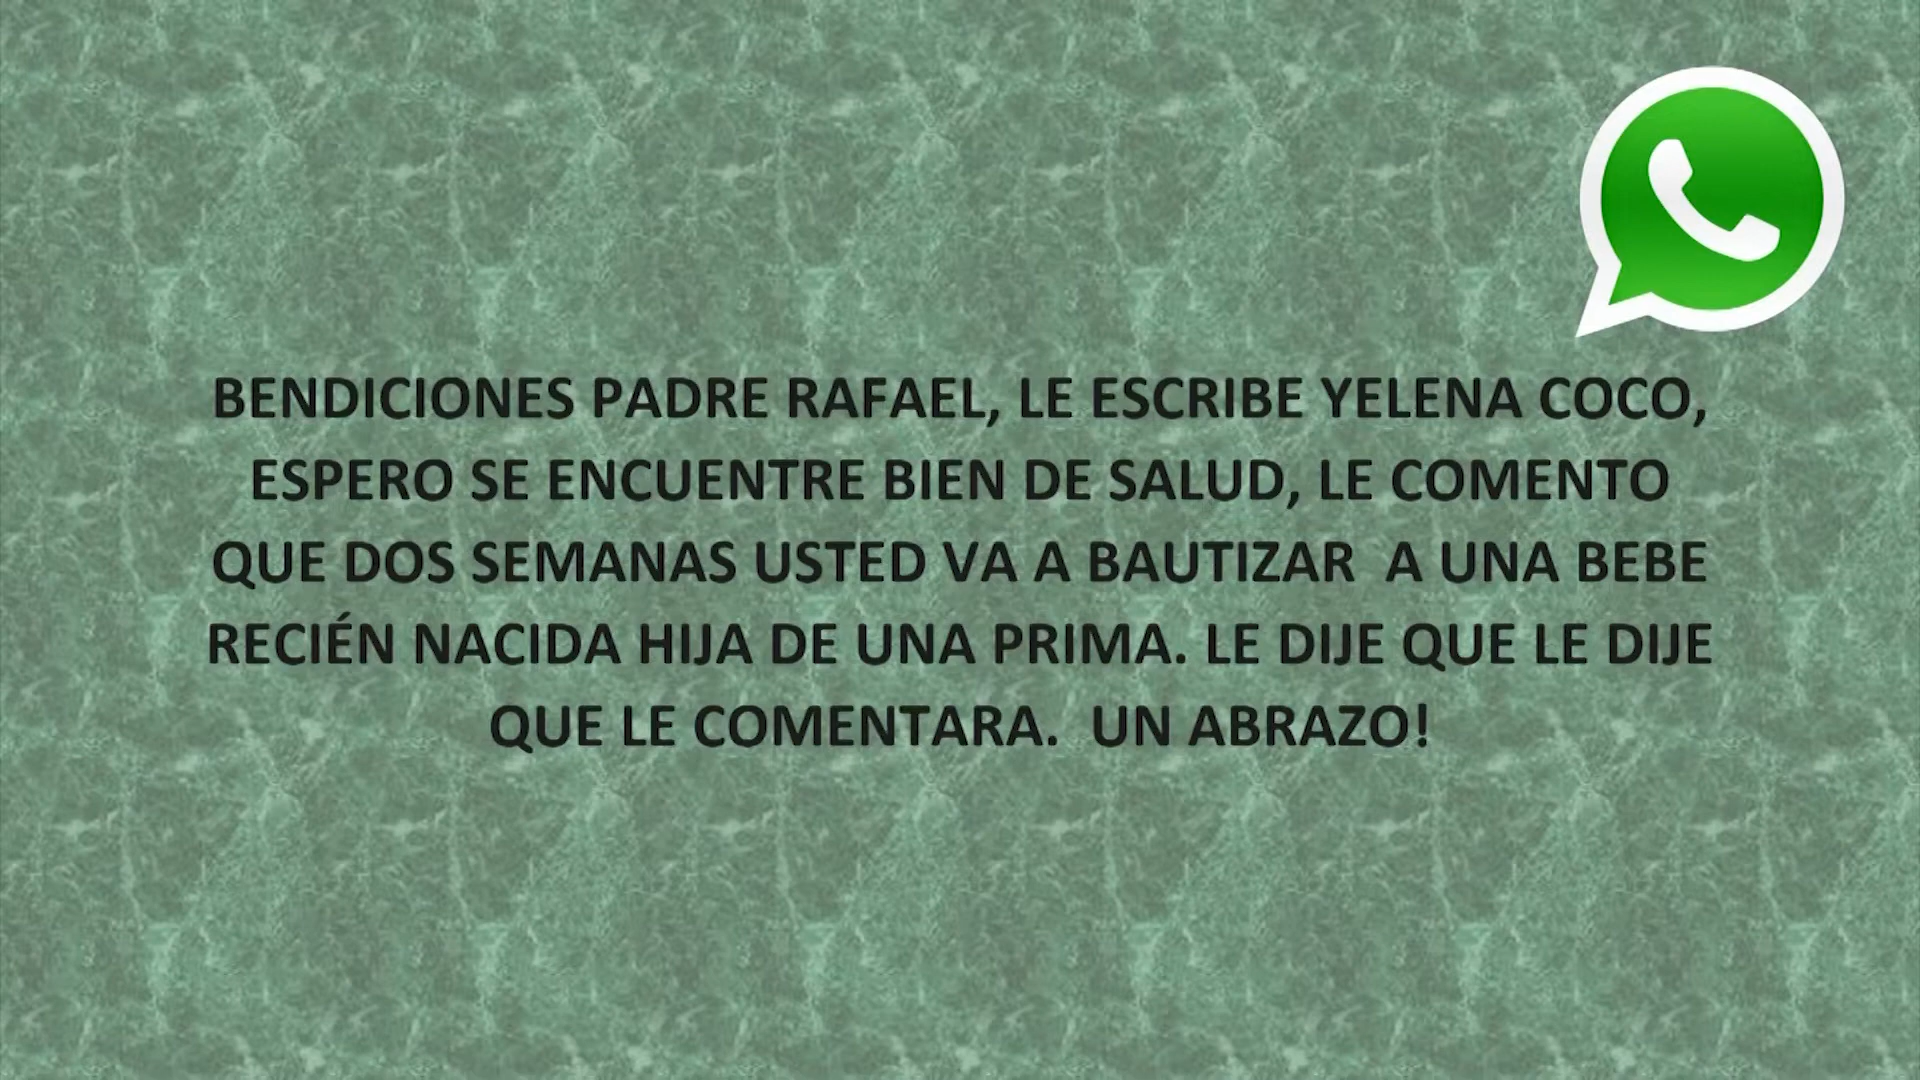 BENDICIONES PADRE RAFAEL, LE ESCRIBE YELENA COCO,
ESPERO SE ENCUENTRE BIEN DE SALUD, LE COMENTO
QUE DOS SEMANAS USTED VA A BAUTIZAR  A UNA BEBE
RECIÉN NACIDA HIJA DE UNA PRIMA. LE DIJE QUE LE DIJE
QUE LE COMENTARA.  UN ABRAZO!